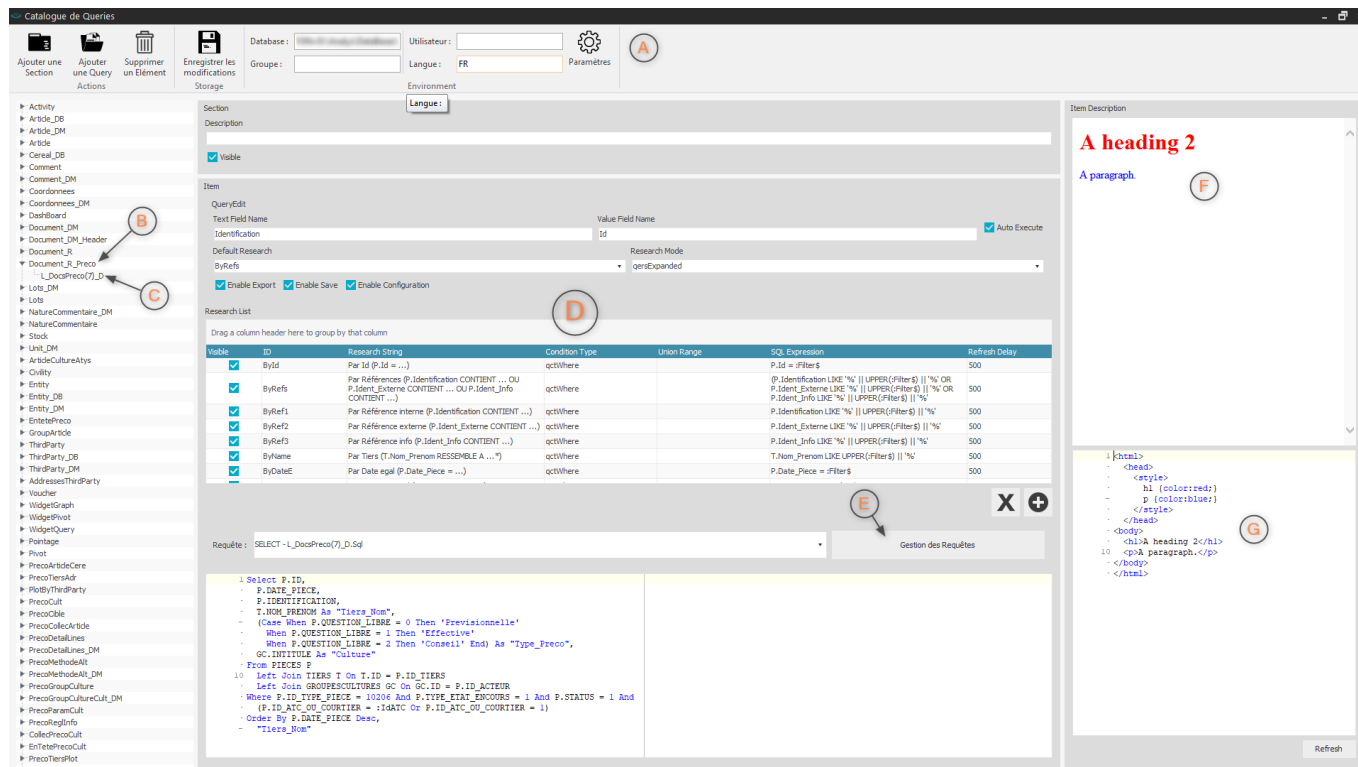 Catalogue de Queries
Ajouter une Section
Ajouter une Query
Supprimer un Elément
Actions
Enregistrer les modifications
Storage
Database :
Utilisateur :
Groupe :
Langue : FR
Paramètres
Environment
Langue :
A
Activity
Article_DB
Article_DM
Article
Cereal_DB
Comment
Comment_DM
Coordonnees
Coordonnees_DM
DashBoard
Document_DM
Document_DM_Header
Document_R
Document_R_Preco
L_DocsPreco(7)_D
Lots_DM
Lots
NatureCommentaire_DM
NatureCommentaire
Stock
Unit_DM
ArticleCultureAtys
Civility
Entity
Entity_DB
Entity_DM
EntetePreco
GroupArticle
ThirdParty
ThirdParty_DB
ThirdParty_DM
AddressesThirdParty
Voucher
WidgetGraph
WidgetPivot
WidgetQuery
Pointage
Pivot
PrecoArticleCere
PrecoTiersAdr
PlotByThirdParty
PrecoCult
PrecoCible
PrecoCollecArticle
PrecoDetailLines
PrecoDetailLines_DM
PrecoMethodeAlt
PrecoMethodeAlt_DM
PrecoGroupCulture
PrecoGroupCultureCult_DM
PrecoParamCult
PrecoReglInfo
CollecPrecoCult
EnTetePrecoCult
PrecoTiersPlot
B
C
Section
Description
Visible
Item
QueryEdit
Text Field Name
Value Field Name
Identification
Id
Auto Execute
Default Research
Research Mode
ByRefs
qersExpanded
Enable Export Enable Save Enable Configuration
D
Research List
Drag a column header here to group by that column
Visible ID Research String Condition Type Union Range SQL Expression Refresh Delay
ById Par Id (P.Id = ...) qctWhere P.Id = :Filter$ 500
ByRefs Par Références (P.Identification CONTIENT ... OU P.Ident_Externe CONTIENT ... OU P.Ident_Info CONTIENT ...) qctWhere (P.Identification LIKE '%' || UPPER(:Filter$) || '%' OR P.Ident_Externe LIKE '%' || UPPER(:Filter$) || '%' OR P.Ident_Info LIKE '%' || UPPER(:Filter$) || '%' 500
ByRef1 Par Référence interne (P.Identification CONTIENT ...) qctWhere P.Identification LIKE '%' || UPPER(:Filter$) || '%' 500
ByRef2 Par Référence externe (P.Ident_Externe CONTIENT ...) qctWhere P.Ident_Externe LIKE '%' || UPPER(:Filter$) || '%' 500
ByRef3 Par Référence info (P.Ident_Info CONTIENT ...) qctWhere P.Ident_Info LIKE '%' || UPPER(:Filter$) || '%' 500
ByName Par Tiers (T.Nom_Prenom RESSEMBLE A ...*) qctWhere T.Nom_Prenom LIKE UPPER(:Filter$) || '%' 500
ByDateE Par Date egal (P.Date_Piece = ...) qctWhere P.Date_Piece = :Filter$ 500
E
X
Requête : SELECT - L_DocsPreco(7)_D.Sql
Gestion des Requêtes
1 Select P.ID,
P.DATE_PIECE,
P.IDENTIFICATION,
T.NOM_PRENOM As "Tiers_Nom",
(Case When P.QUESTION_LIBRE = 0 Then 'Previsionnelle'
When P.QUESTION_LIBRE = 1 Then 'Effective'
When P.QUESTION_LIBRE = 2 Then 'Conseil' End) As "Type_Preco",
GC.INTITULE As "Culture"
From PIECES P
10 Left Join TIERS T On T.ID = P.ID_TIERS
Left Join GROUPESCULTURES GC On GC.ID = P.ID_ACTEUR
Where P.ID_TYPE_PIECE = 10206 And P.TYPE_ETAT_ENCOURS = 1 And P.STATUS = 1 And
(P.ID_ATC_OU_COURTIER = :IdATC Or P.ID_ATC_OU_COURTIER = 1)
Order By P.DATE_PIECE Desc,
"Tiers_Nom"
Item Description
A heading 2
A paragraph.
F
1 <html>
<head>
<style>
h1 {color:red;}
p {color:blue;}
</style>
</head>
<body>
<h1>A heading 2</h1>
10 <p>A paragraph.</p>
</body>
</html>
G
Refresh